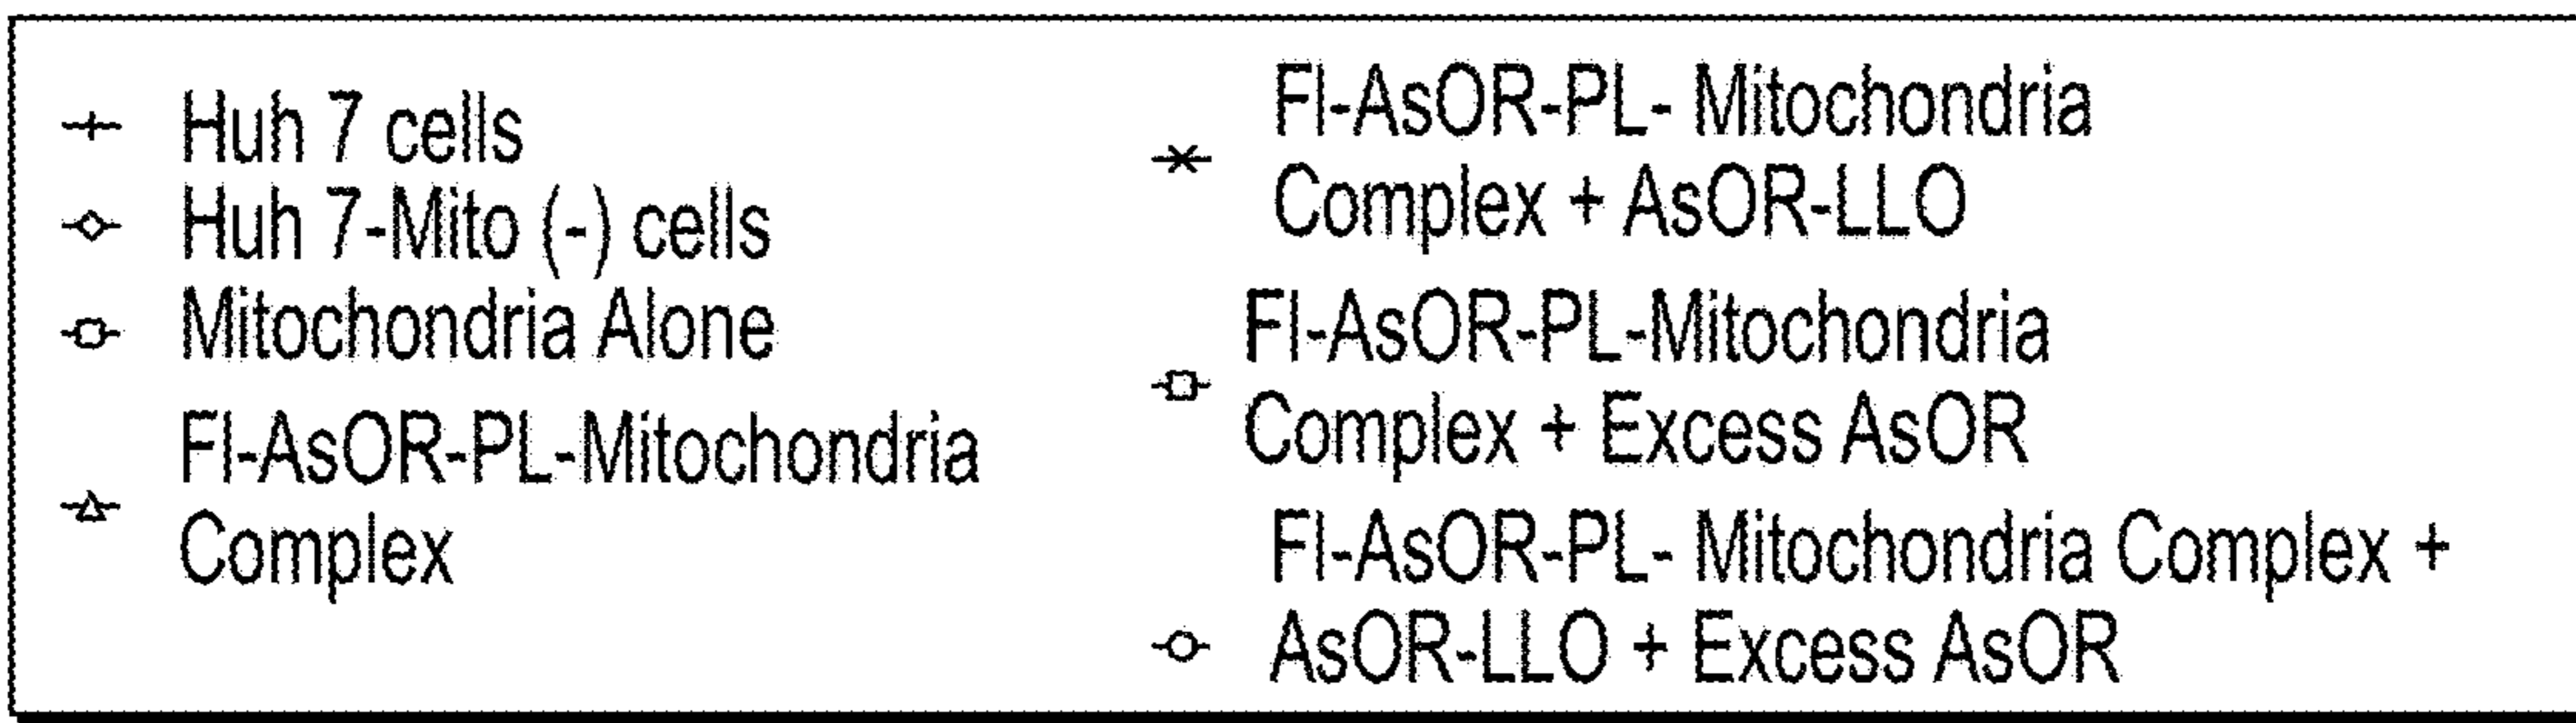 Huh 7 cells
Huh 7-Mito (-) cells
Mitochondria Alone
Fl-AsOR-PL-Mitochondria
Complex
Fl-AsOR-PL- Mitochondria
Complex + AsOR-LLO
Fl-AsOR-PL-Mitochondria
Complex + Excess AsOR
Fl-AsOR-PL- Mitochondria Complex +
AsOR-LLO + Excess AsOR